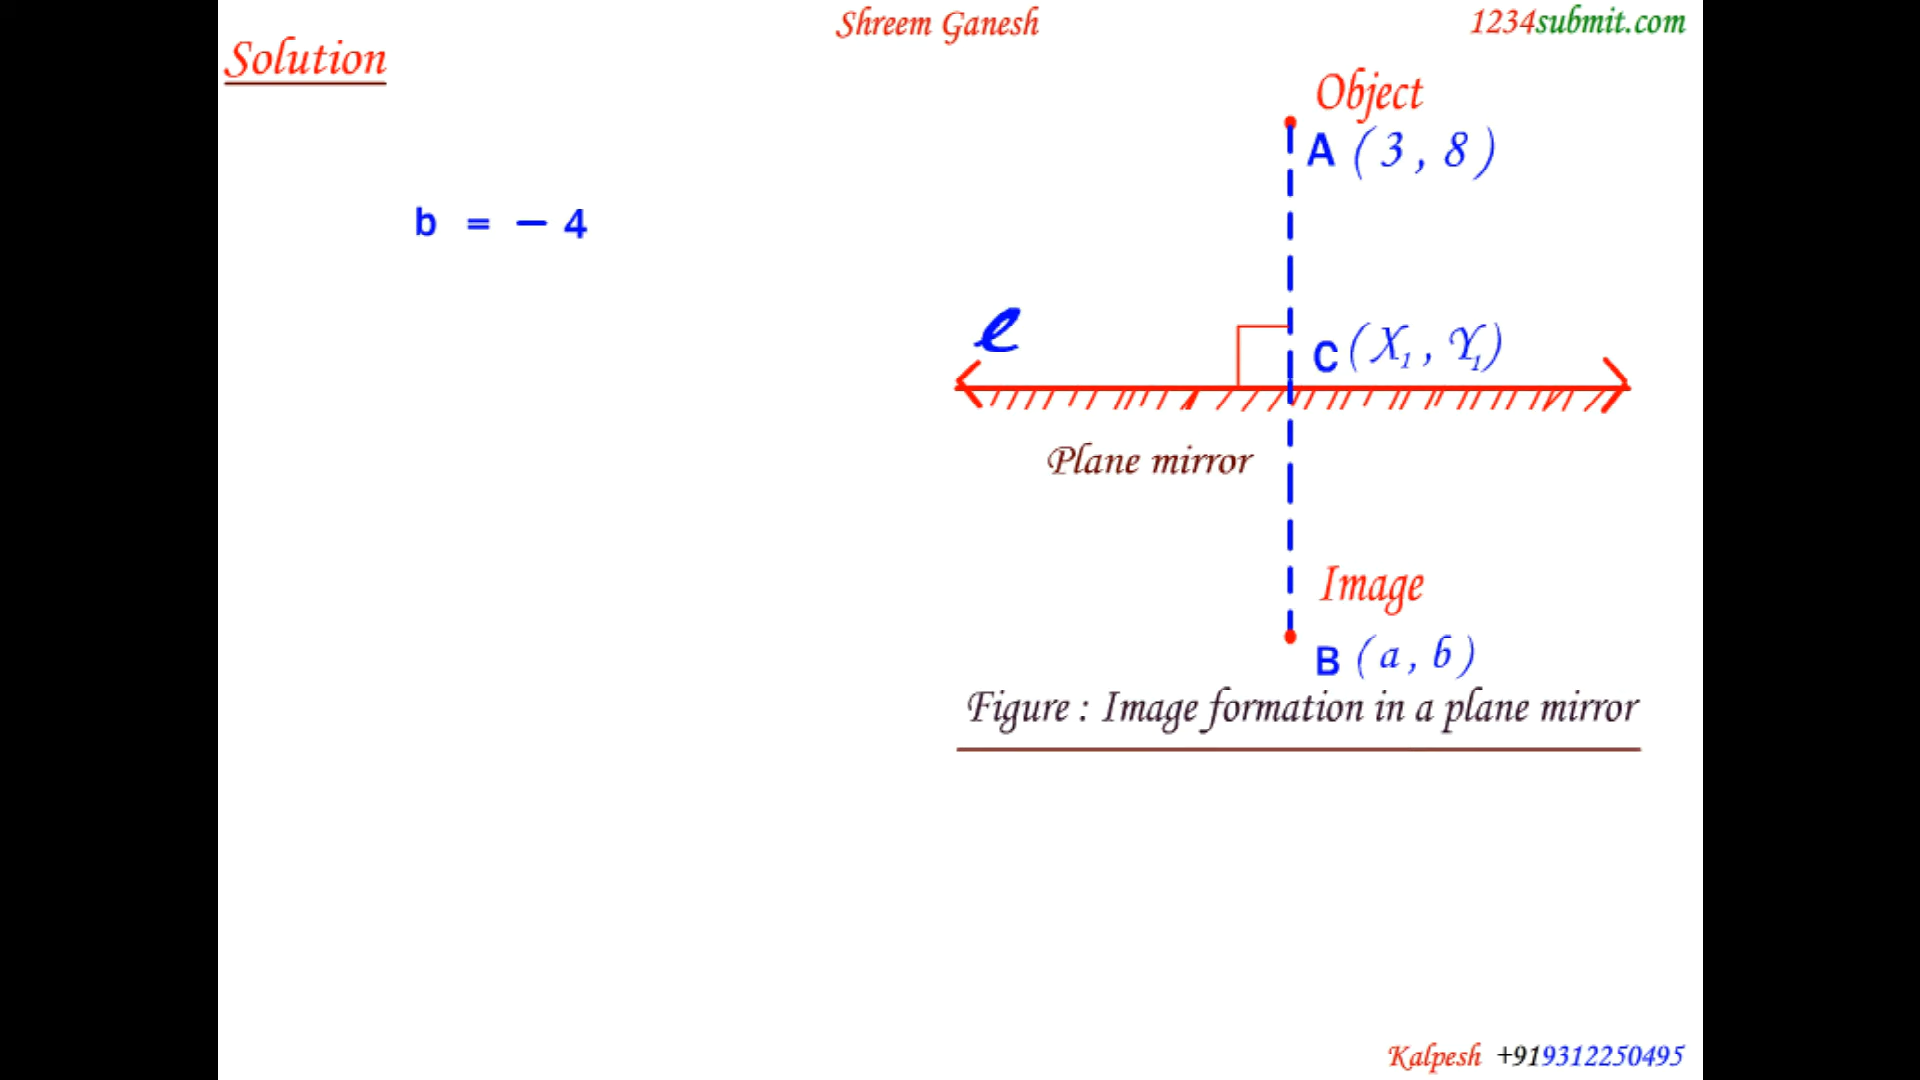 Shreem Ganesh
1234submit.com
Solution
Object
A ( 3 , 8 )
b = – 4
ℓ
C ( X₁ , Y₁)
Plane mirror
Image
B ( a , b )
Figure : Image formation in a plane mirror
Kalpesh +919312250495